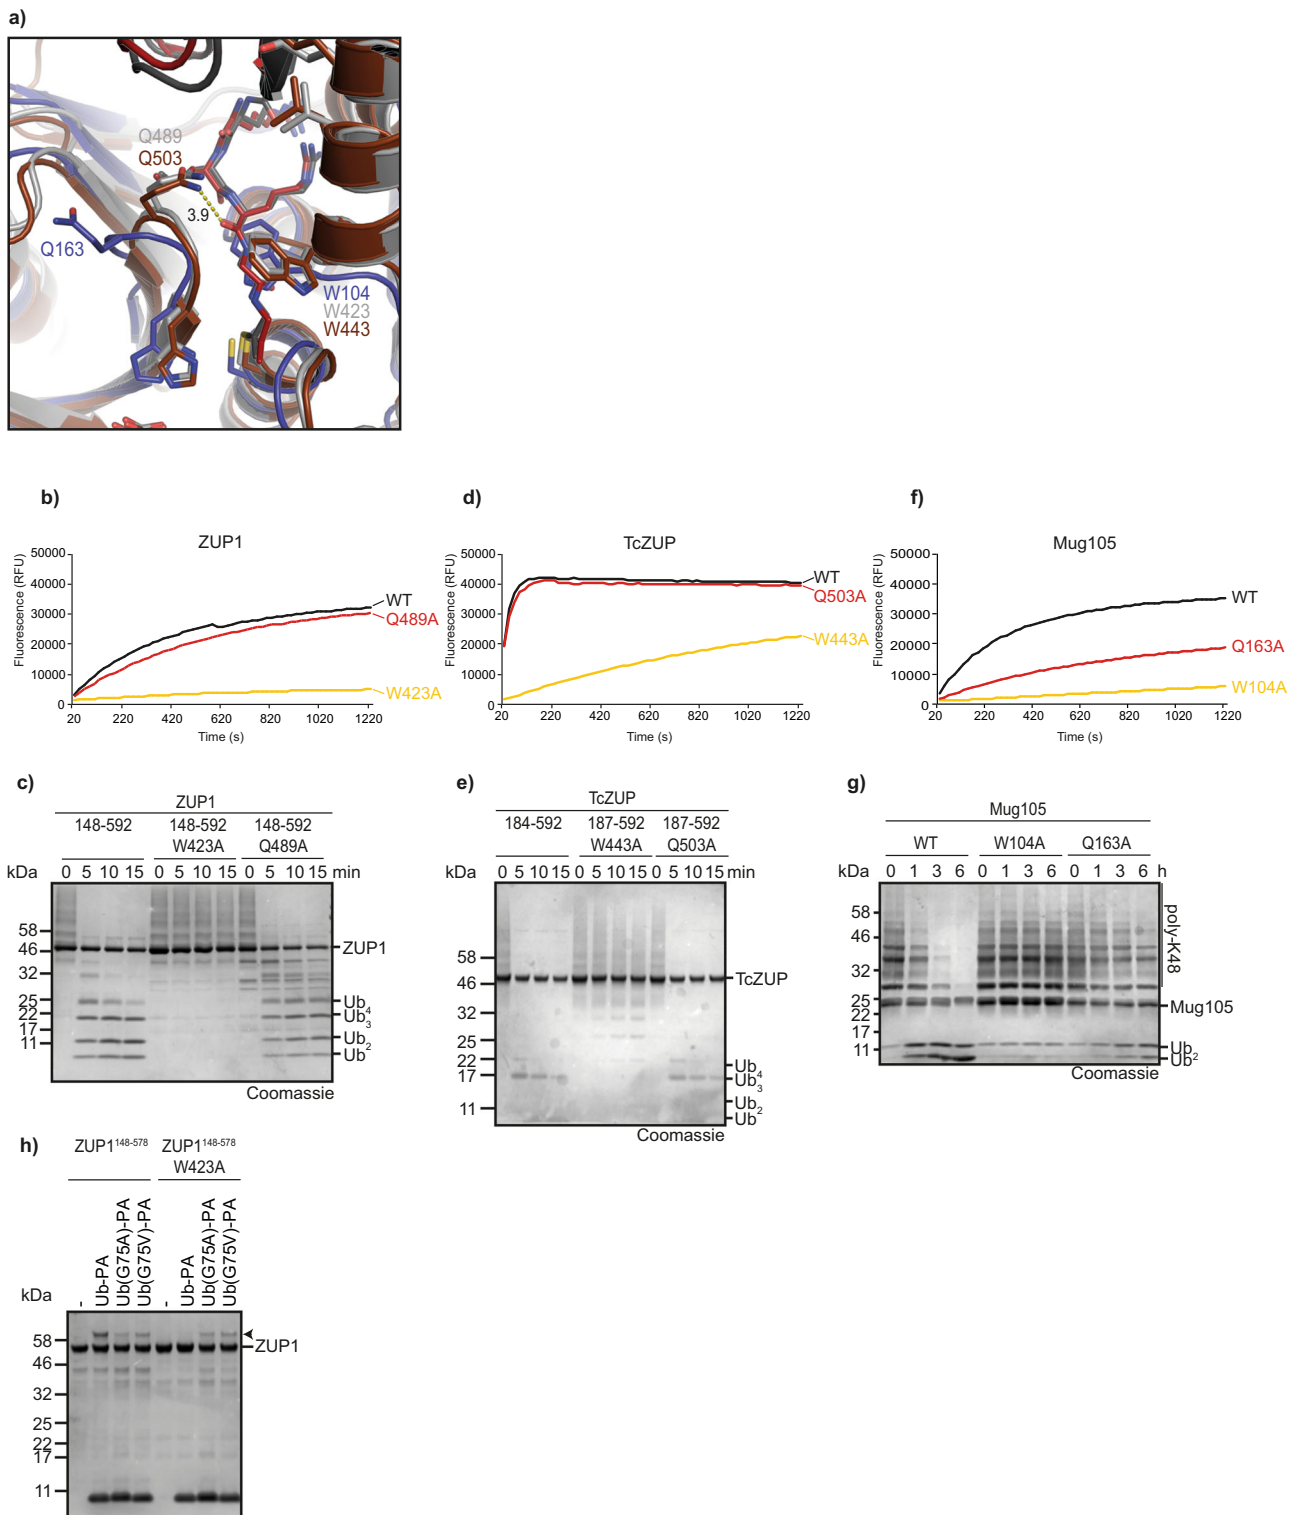 a)
Q489
Q503
3.9
Q163
W104
W423
W443
b)
ZUP1
Fluorescence (RFU)
50000
40000
30000
20000
10000
0
20 220 420 620 820 1020 1220
Time (s)
WT
Q489A
W423A
d)
TcZUP
Fluorescence (RFU)
50000
40000
30000
20000
10000
0
20 220 420 620 820 1020 1220
Time (s)
WT
Q503A
W443A
f)
Mug105
Fluorescence (RFU)
50000
40000
30000
20000
10000
0
20 220 420 620 820 1020 1220
Time (s)
WT
Q163A
W104A
c)
ZUP1
148-592 148-592 148-592
W423A Q489A
kDa 0 5 10 15 0 5 10 15 0 5 10 15 min
58
46
32
25
22
17
11
ZUP1
Ub4
Ub3
Ub2
Ub
Coomassie
e)
TcZUP
184-592 187-592 187-592
W443A Q503A
kDa 0 5 10 15 0 5 10 15 0 5 10 15 min
58
46
32
25
22
17
11
TcZUP
Ub4
Ub3
Ub2
Ub
Coomassie
g)
Mug105
WT W104A Q163A
kDa 0 1 3 6 0 1 3 6 0 1 3 6 h
58
46
32
25
22
17
11
poly-K48
Mug105
Ub2
Ub
Coomassie
h)
ZUP1148-578 ZUP1148-578
W423A
- Ub-PA Ub(G75A)-PA Ub(G75V)-PA - Ub-PA Ub(G75A)-PA Ub(G75V)-PA
kDa
58
46
32
25
22
17
11
ZUP1